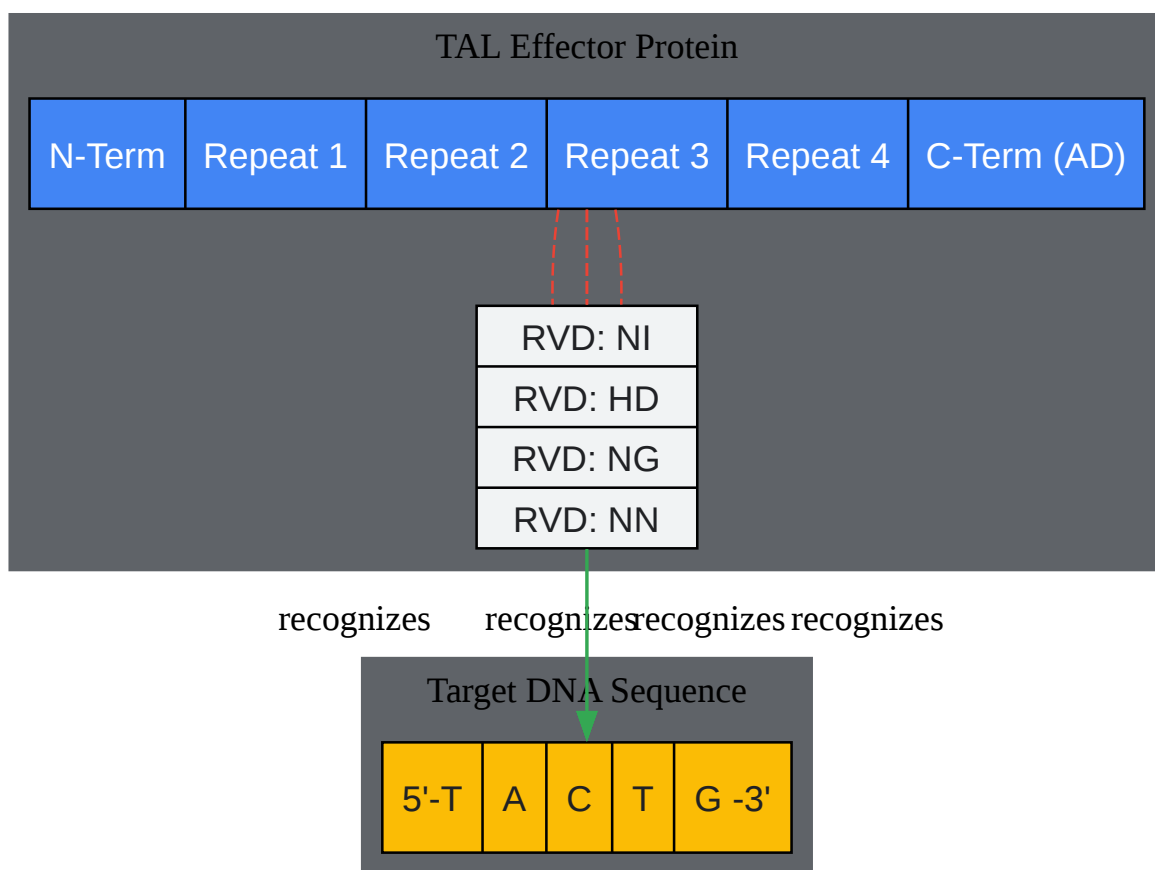 TAL Effector Protein
N-Term Repeat 1 Repeat 2 Repeat 3 Repeat 4 C-Term (AD)
RVD: NI
RVD: HD
RVD: NG
RVD: NN
recognizes recognizes recognizes recognizes
Target DNA Sequence
5'-T A C T G -3'